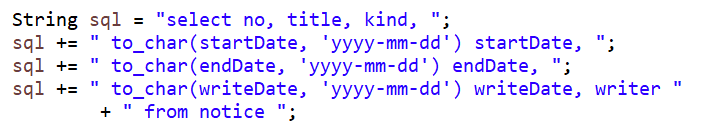 String sql = "select no, title, kind, ";
sql += " to_char(startDate, 'yyyy-mm-dd') startDate, ";
sql += " to_char(endDate, 'yyyy-mm-dd') endDate, ";
sql += " to_char(writeDate, 'yyyy-mm-dd') writeDate, writer "
+ " from notice ";